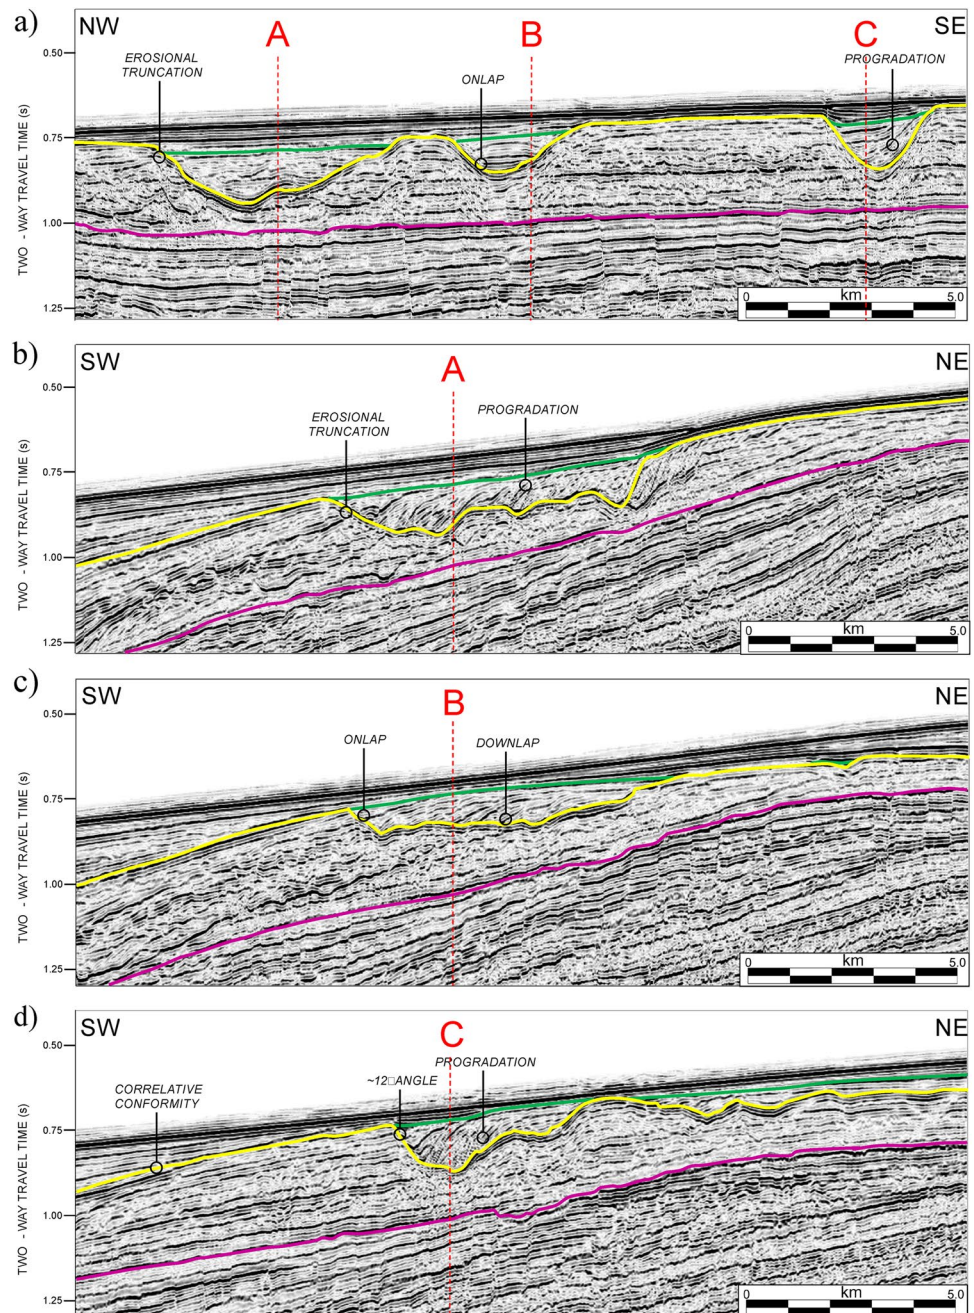 a)
NW
A
B
C
SE
EROSIONAL
TRUNCATION
ONLAP
PROGRADATION
TWO - WAY TRAVEL TIME (s)
0.50
0.75
1.00
1.25
0 km 5.0
b)
SW
A
NE
EROSIONAL
TRUNCATION
PROGRADATION
TWO - WAY TRAVEL TIME (s)
0.50
0.75
1.00
1.25
0 km 5.0
c)
SW
B
NE
ONLAP
DOWNLAP
TWO - WAY TRAVEL TIME (s)
0.50
0.75
1.00
1.25
0 km 5.0
d)
SW
C
NE
CORRELATIVE
CONFORMITY
~12□ANGLE
PROGRADATION
TWO - WAY TRAVEL TIME (s)
0.50
0.75
1.00
1.25
0 km 5.0